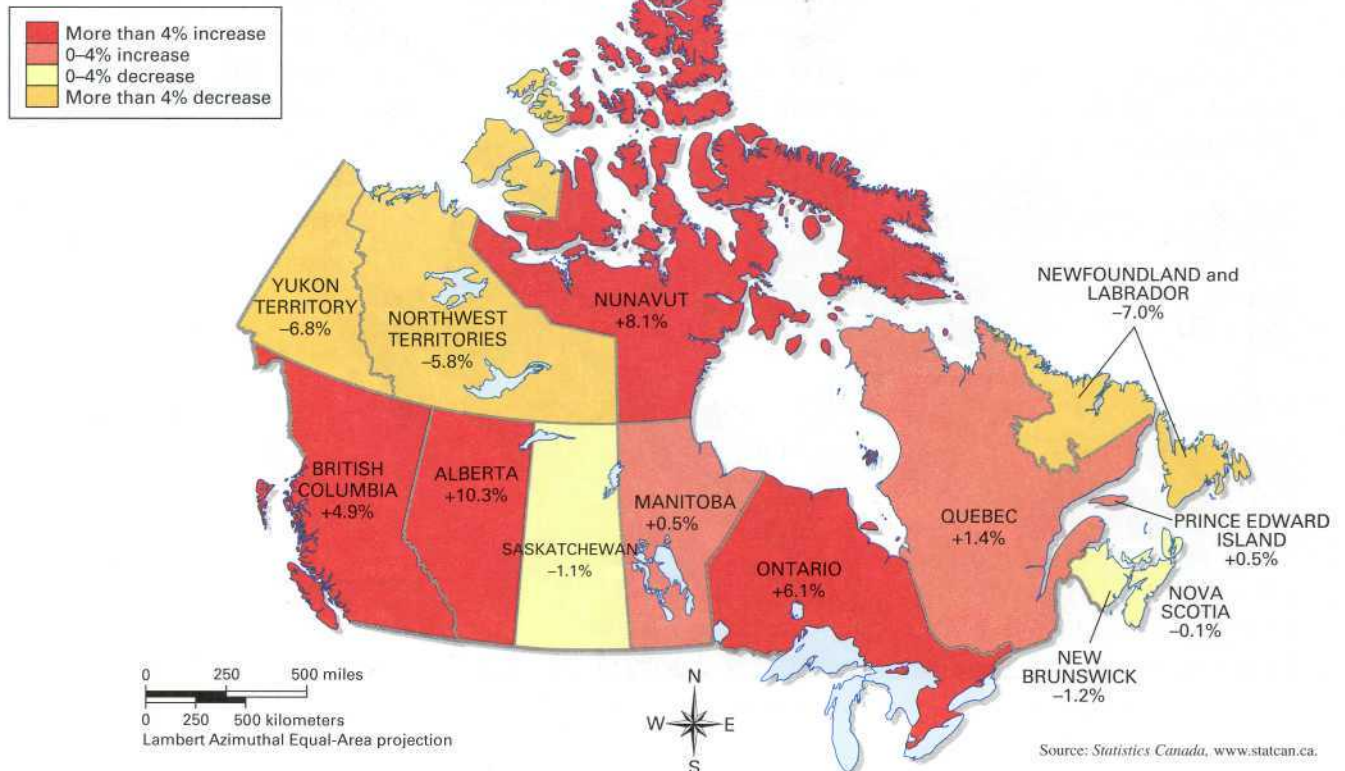 More than 4% increase
0–4% increase
0–4% decrease
More than 4% decrease
YUKON
TERRITORY
–6.8%
NORTHWEST
TERRITORIES
–5.8%
NUNAVUT
+8.1%
NEWFOUNDLAND and
LABRADOR
–7.0%
BRITISH
COLUMBIA
+4.9%
ALBERTA
+10.3%
SASKATCHEWAN
–1.1%
MANITOBA
+0.5%
ONTARIO
+6.1%
QUEBEC
+1.4%
PRINCE EDWARD
ISLAND
+0.5%
NOVA
SCOTIA
–0.1%
NEW
BRUNSWICK
–1.2%
0 250 500 miles
0 250 500 kilometers
Lambert Azimuthal Equal-Area projection
N
W E
S
Source: Statistics Canada, www.statcan.ca.